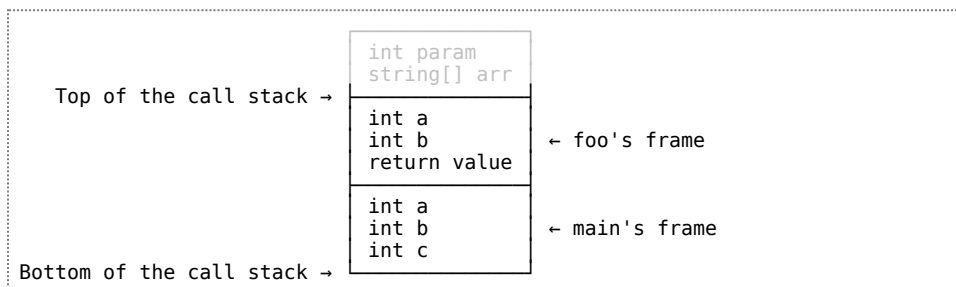 int param
string[] arr
Top of the call stack →
int a
int b ← foo's frame
return value
int a
int b ← main's frame
int c
Bottom of the call stack →